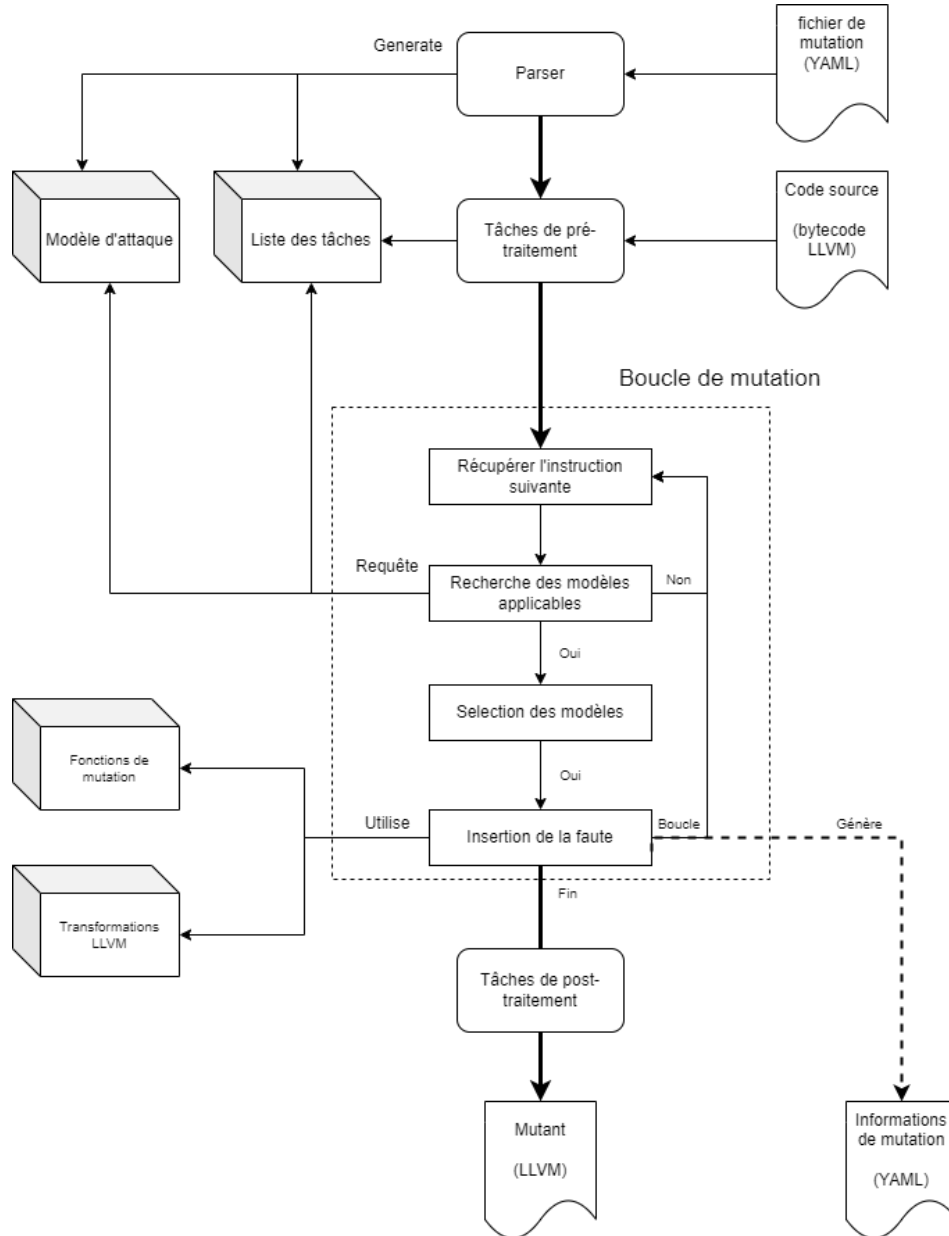 fichier de
mutation
(YAML)
Generate
Parser
Code source
(bytecode
LLVM)
Modèle d'attaque
Liste des tâches
Tâches de pré-
traitement
Boucle de mutation
Récupérer l'instruction
suivante
Requête
Recherche des modèles
applicables
Non
Oui
Selection des modèles
Fonctions de
mutation
Oui
Utilise
Insertion de la faute
Boucle
Génère
Fin
Transformations
LLVM
Tâches de post-
traitement
Mutant
(LLVM)
Informations
de mutation
(YAML)